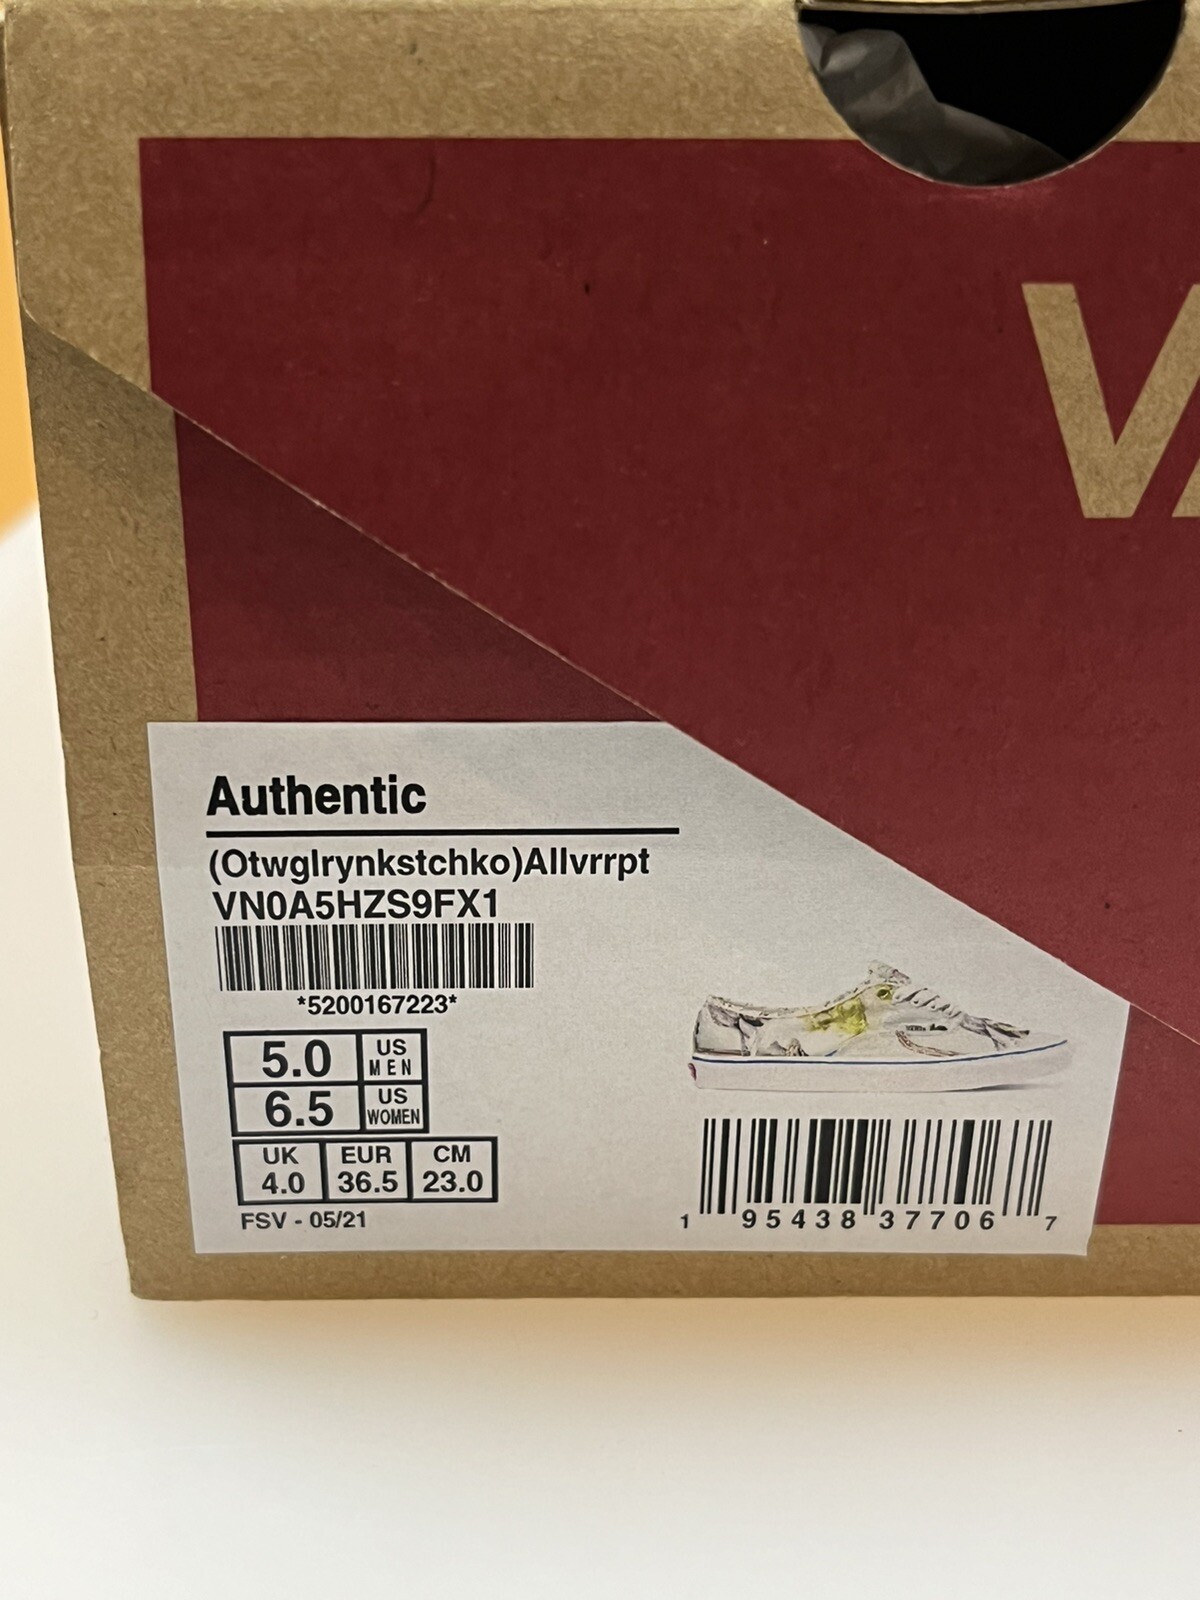 VA
Authentic
(Otwglrynkstchko)Allvrrpt
VN0A5HZS9FX1
*5200167223*
5.0 US MEN
6.5 US WOMEN
UK EUR CM
4.0 36.5 23.0
FSV - 05/21
1 95438 37706 7